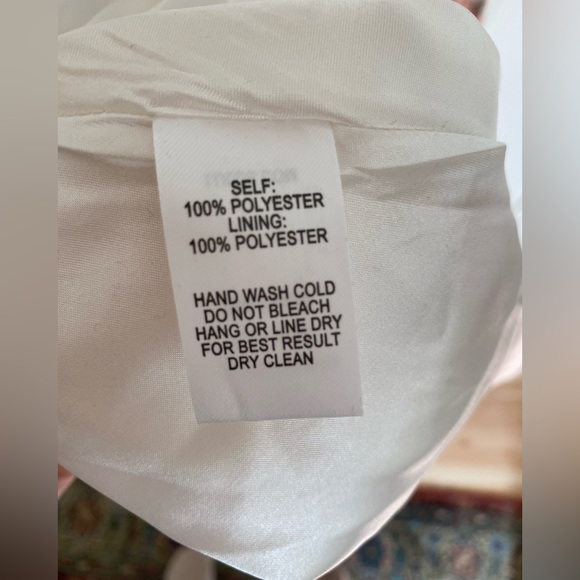 SELF:
100% POLYESTER
LINING:
100% POLYESTER
HAND WASH COLD
DO NOT BLEACH
HANG OR LINE DRY
FOR BEST RESULT
DRY CLEAN